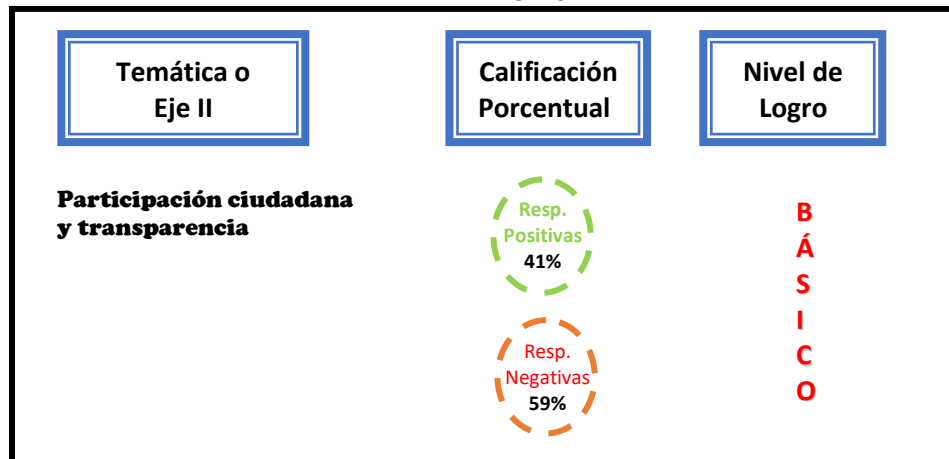 Temática o
Eje II
Calificación
Porcentual
Nivel de
Logro
Participación ciudadana
y transparencia
Resp.
Positivas
41%
Resp.
Negativas
59%
B
Á
S
I
C
O